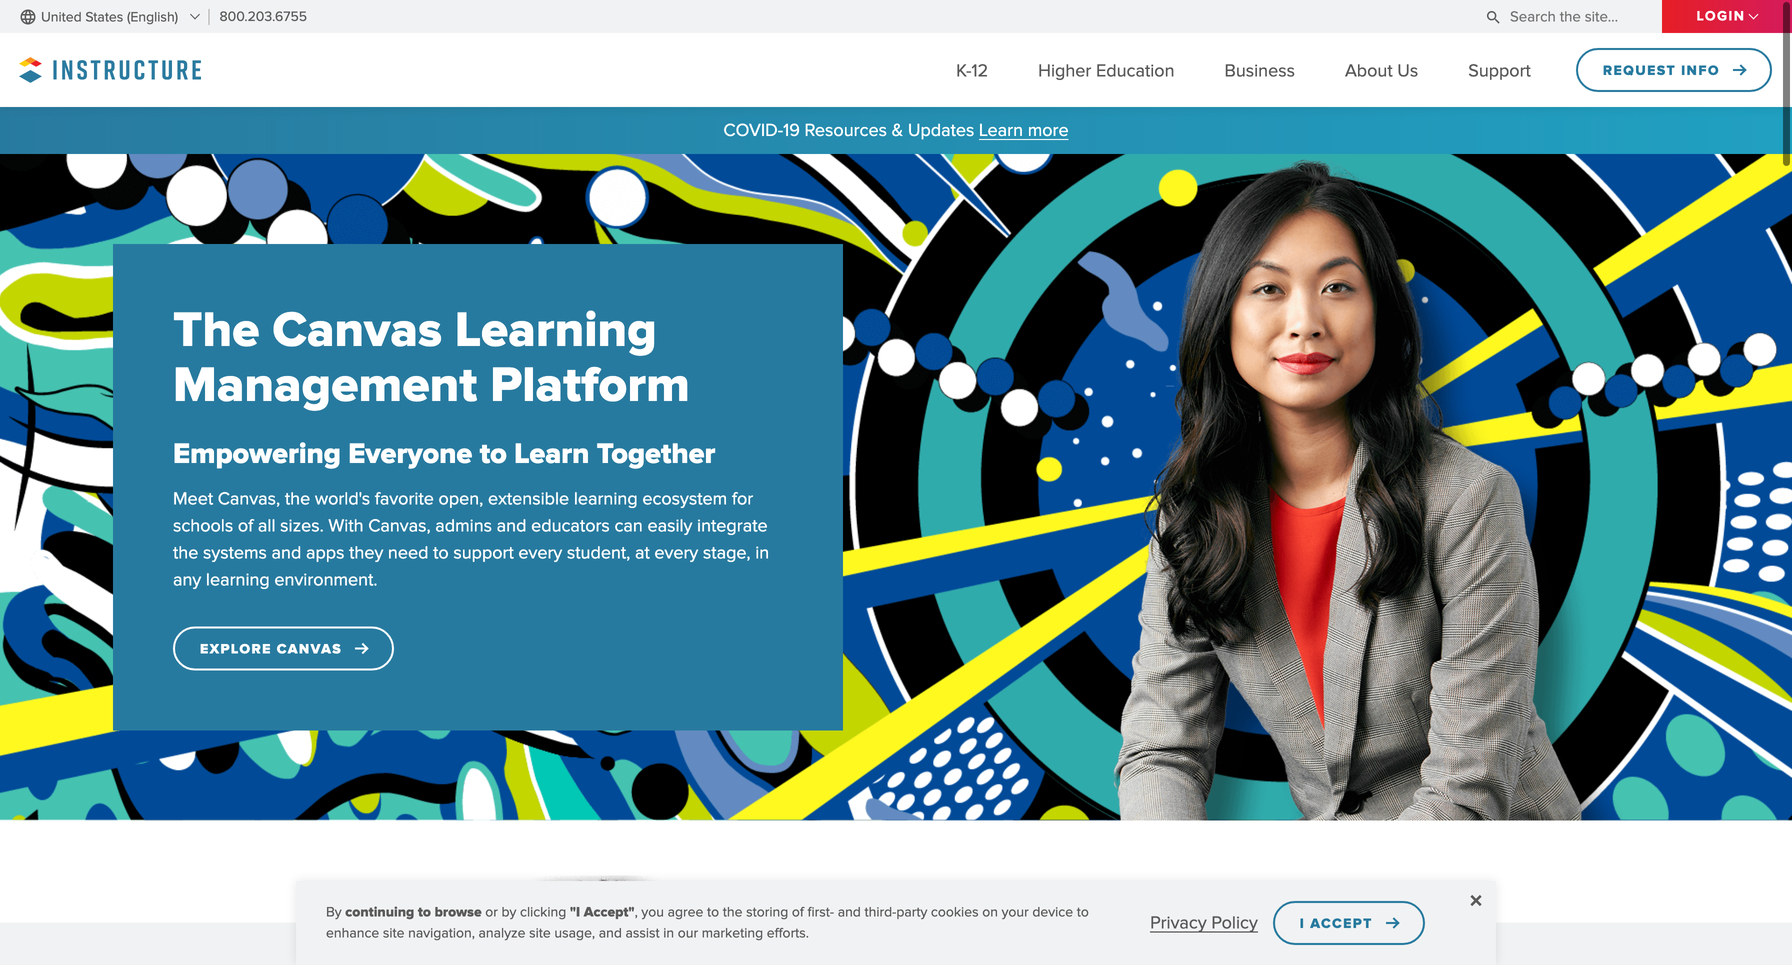 United States (English)
800.203.6755
Search the site...
LOGIN
INSTRUCTURE
K-12
Higher Education
Business
About Us
Support
REQUEST INFO
COVID-19 Resources & Updates Learn more
The Canvas Learning
Management Platform
Empowering Everyone to Learn Together
Meet Canvas, the world's favorite open, extensible learning ecosystem for
schools of all sizes. With Canvas, admins and educators can easily integrate
the systems and apps they need to support every student, at every stage, in
any learning environment.
EXPLORE CANVAS
By continuing to browse or by clicking "I Accept", you agree to the storing of first- and third-party cookies on your device to
enhance site navigation, analyze site usage, and assist in our marketing efforts.
Privacy Policy
I ACCEPT